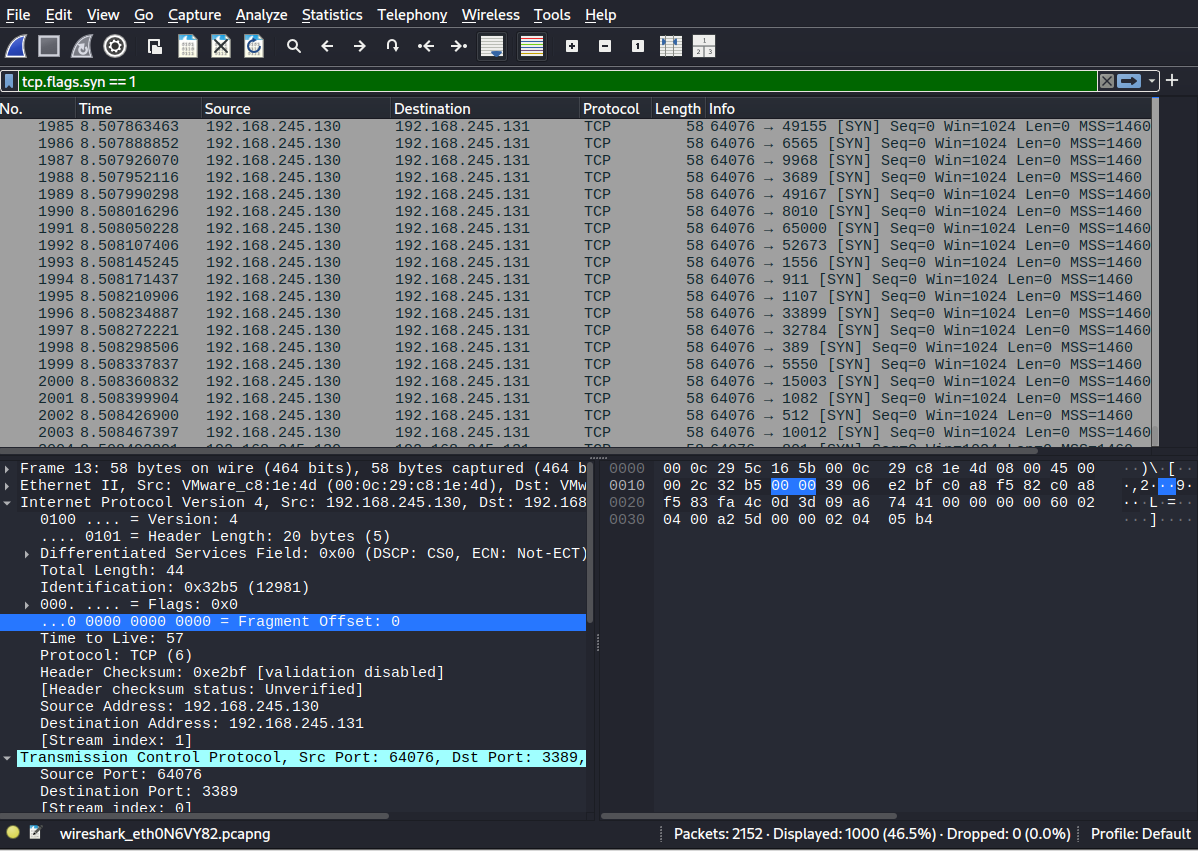 File Edit View Go Capture Analyze Statistics Telephony Wireless Tools Help
tcp.flags.syn == 1
No. Time Source Destination Protocol Length Info
1985 8.507863463 192.168.245.130 192.168.245.131 TCP 58 64076 → 49155 [SYN] Seq=0 Win=1024 Len=0 MSS=1460
1986 8.507888852 192.168.245.130 192.168.245.131 TCP 58 64076 → 6565 [SYN] Seq=0 Win=1024 Len=0 MSS=1460
1987 8.507926070 192.168.245.130 192.168.245.131 TCP 58 64076 → 9968 [SYN] Seq=0 Win=1024 Len=0 MSS=1460
1988 8.507952116 192.168.245.130 192.168.245.131 TCP 58 64076 → 3689 [SYN] Seq=0 Win=1024 Len=0 MSS=1460
1989 8.507990298 192.168.245.130 192.168.245.131 TCP 58 64076 → 49167 [SYN] Seq=0 Win=1024 Len=0 MSS=1460
1990 8.508016296 192.168.245.130 192.168.245.131 TCP 58 64076 → 8010 [SYN] Seq=0 Win=1024 Len=0 MSS=1460
1991 8.508050228 192.168.245.130 192.168.245.131 TCP 58 64076 → 65000 [SYN] Seq=0 Win=1024 Len=0 MSS=1460
1992 8.508107406 192.168.245.130 192.168.245.131 TCP 58 64076 → 52673 [SYN] Seq=0 Win=1024 Len=0 MSS=1460
1993 8.508145245 192.168.245.130 192.168.245.131 TCP 58 64076 → 1556 [SYN] Seq=0 Win=1024 Len=0 MSS=1460
1994 8.508171437 192.168.245.130 192.168.245.131 TCP 58 64076 → 911 [SYN] Seq=0 Win=1024 Len=0 MSS=1460
1995 8.508210906 192.168.245.130 192.168.245.131 TCP 58 64076 → 1107 [SYN] Seq=0 Win=1024 Len=0 MSS=1460
1996 8.508234887 192.168.245.130 192.168.245.131 TCP 58 64076 → 33899 [SYN] Seq=0 Win=1024 Len=0 MSS=1460
1997 8.508272221 192.168.245.130 192.168.245.131 TCP 58 64076 → 32784 [SYN] Seq=0 Win=1024 Len=0 MSS=1460
1998 8.508298506 192.168.245.130 192.168.245.131 TCP 58 64076 → 389 [SYN] Seq=0 Win=1024 Len=0 MSS=1460
1999 8.508337837 192.168.245.130 192.168.245.131 TCP 58 64076 → 5550 [SYN] Seq=0 Win=1024 Len=0 MSS=1460
2000 8.508360832 192.168.245.130 192.168.245.131 TCP 58 64076 → 15003 [SYN] Seq=0 Win=1024 Len=0 MSS=1460
2001 8.508399904 192.168.245.130 192.168.245.131 TCP 58 64076 → 1082 [SYN] Seq=0 Win=1024 Len=0 MSS=1460
2002 8.508426900 192.168.245.130 192.168.245.131 TCP 58 64076 → 512 [SYN] Seq=0 Win=1024 Len=0 MSS=1460
2003 8.508467397 192.168.245.130 192.168.245.131 TCP 58 64076 → 10012 [SYN] Seq=0 Win=1024 Len=0 MSS=1460
Frame 13: 58 bytes on wire (464 bits), 58 bytes captured (464 b
Ethernet II, Src: VMware_c8:1e:4d (00:0c:29:c8:1e:4d), Dst: VMw
Internet Protocol Version 4, Src: 192.168.245.130, Dst: 192.168
0100 .... = Version: 4
.... 0101 = Header Length: 20 bytes (5)
Differentiated Services Field: 0x00 (DSCP: CS0, ECN: Not-ECT)
Total Length: 44
Identification: 0x32b5 (12981)
000. .... = Flags: 0x0
...0 0000 0000 0000 = Fragment Offset: 0
Time to Live: 57
Protocol: TCP (6)
Header Checksum: 0xe2bf [validation disabled]
[Header checksum status: Unverified]
Source Address: 192.168.245.130
Destination Address: 192.168.245.131
[Stream index: 1]
Transmission Control Protocol, Src Port: 64076, Dst Port: 3389,
Source Port: 64076
Destination Port: 3389
[Stream index: 0]
0000 00 0c 29 5c 16 5b 00 0c 29 c8 1e 4d 08 00 45 00 ··)\·[··
0010 00 2c 32 b5 00 00 39 06 e2 bf c0 a8 f5 82 c0 a8 ·,2···9·
0020 f5 83 fa 4c 0d 3d 09 a6 74 41 00 00 00 00 60 02 ···L·=··
0030 04 00 a2 5d 00 00 02 04 05 b4 ···]····
wireshark_eth0N6VY82.pcapng
Packets: 2152 · Displayed: 1000 (46.5%) · Dropped: 0 (0.0%)
Profile: Default